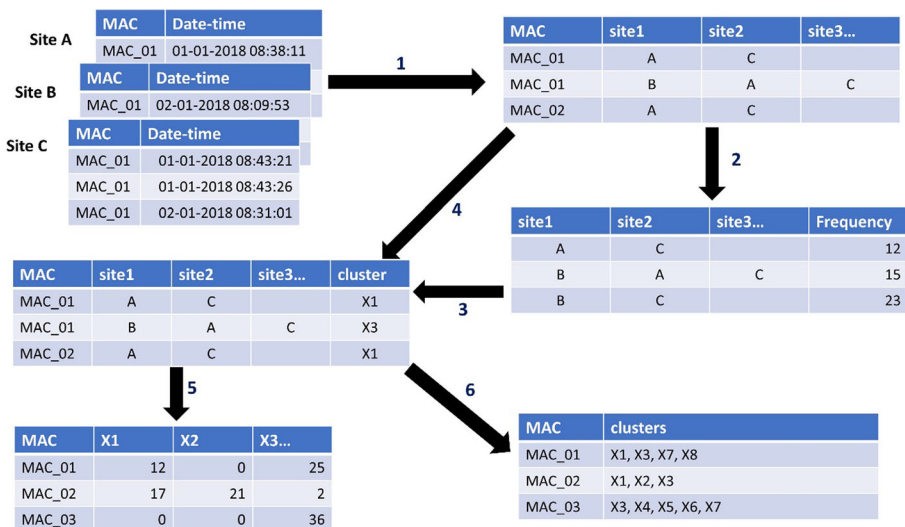 Site A
MAC Date-time
MAC_01 01-01-2018 08:38:11
Site B
MAC Date-time
MAC_01 02-01-2018 08:09:53
Site C
MAC Date-time
MAC_01 01-01-2018 08:43:21
MAC_01 01-01-2018 08:43:26
MAC_01 02-01-2018 08:31:01
1
MAC site1 site2 site3...
MAC_01 A C
MAC_01 B A C
MAC_02 A C
2
4
site1 site2 site3... Frequency
A C 12
B A C 15
B C 23
3
MAC site1 site2 site3... cluster
MAC_01 A C X1
MAC_01 B A C X3
MAC_02 A C X1
5
6
MAC X1 X2 X3...
MAC_01 12 0 25
MAC_02 17 21 2
MAC_03 0 0 36
MAC clusters
MAC_01 X1, X3, X7, X8
MAC_02 X1, X2, X3
MAC_03 X3, X4, X5, X6, X7